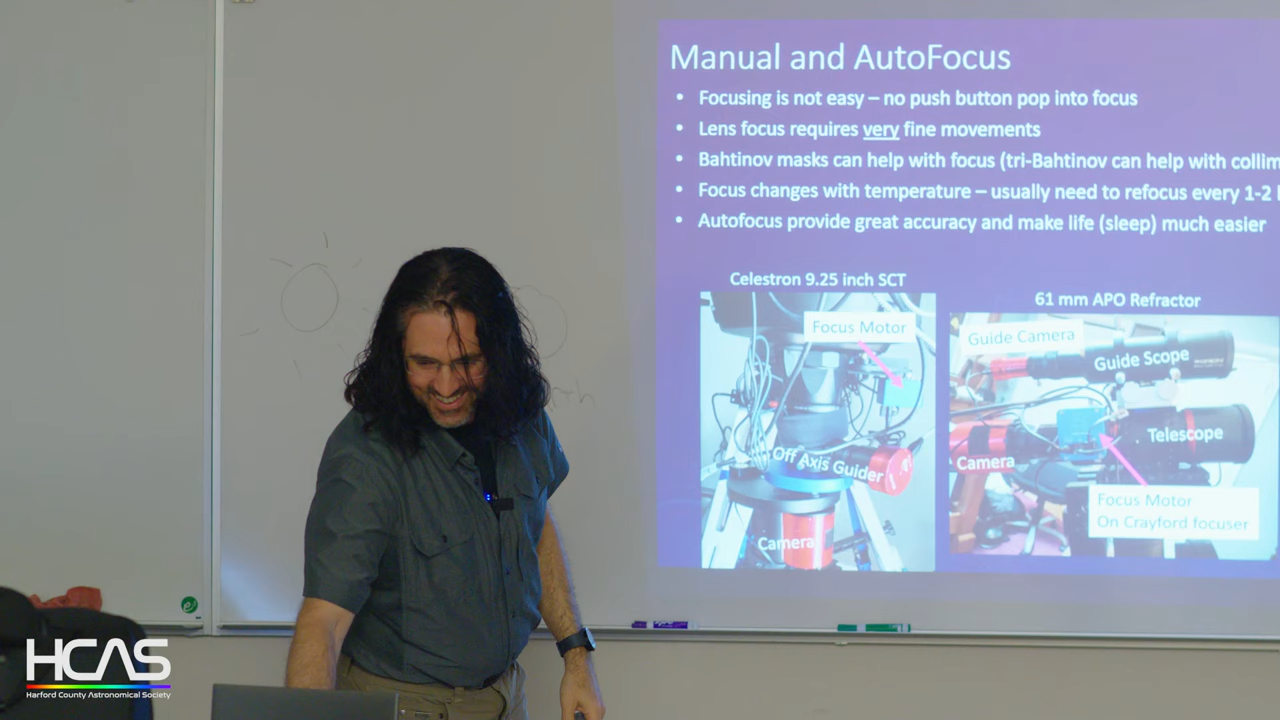 Manual and AutoFocus
• Focusing is not easy – no push button pop into focus
• Lens focus requires very fine movements
• Bahtinov masks can help with focus (tri-Bahtinov can help with collim
• Focus changes with temperature – usually need to refocus every 1-2
• Autofocus provide great accuracy and make life (sleep) much easier
Celestron 9.25 inch SCT
Focus Motor
Off Axis Guider
Camera
61 mm APO Refractor
Guide Camera
Guide Scope
Telescope
Camera
Focus Motor
On Crayford focuser
HCAS
Harford County Astronomical Society